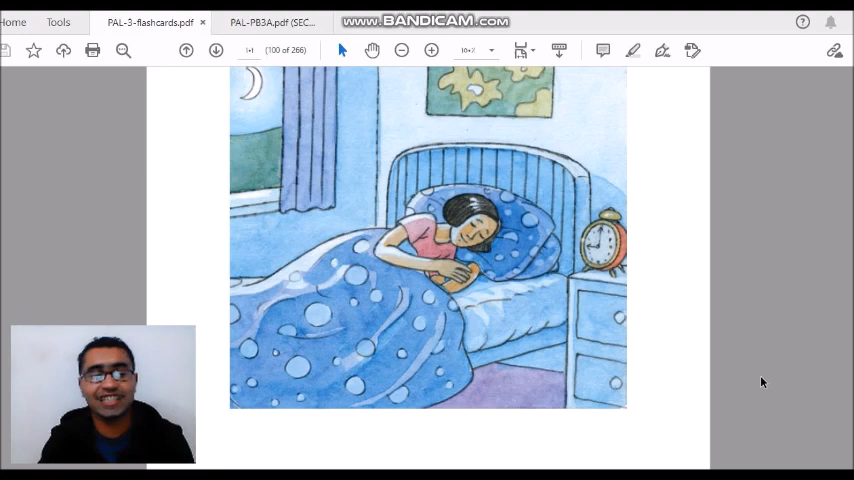 Home Tools PAL-3-flashcards.pdf × PAL-PB3A.pdf (SEC... www.BANDICAM.com
(100 of 266)